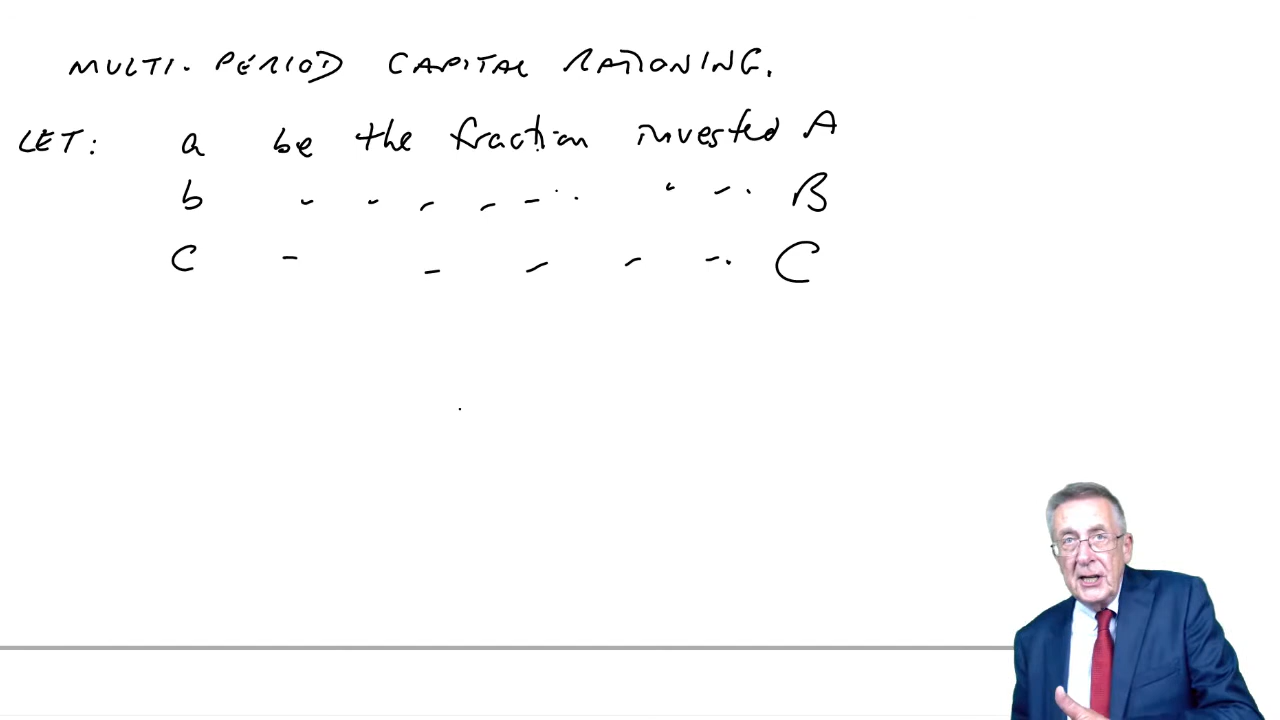 MULTI-PERIOD CAPITAL RATIONING.
LET: a be the fraction invested A
b " " " " " " " B
c " " " " " C